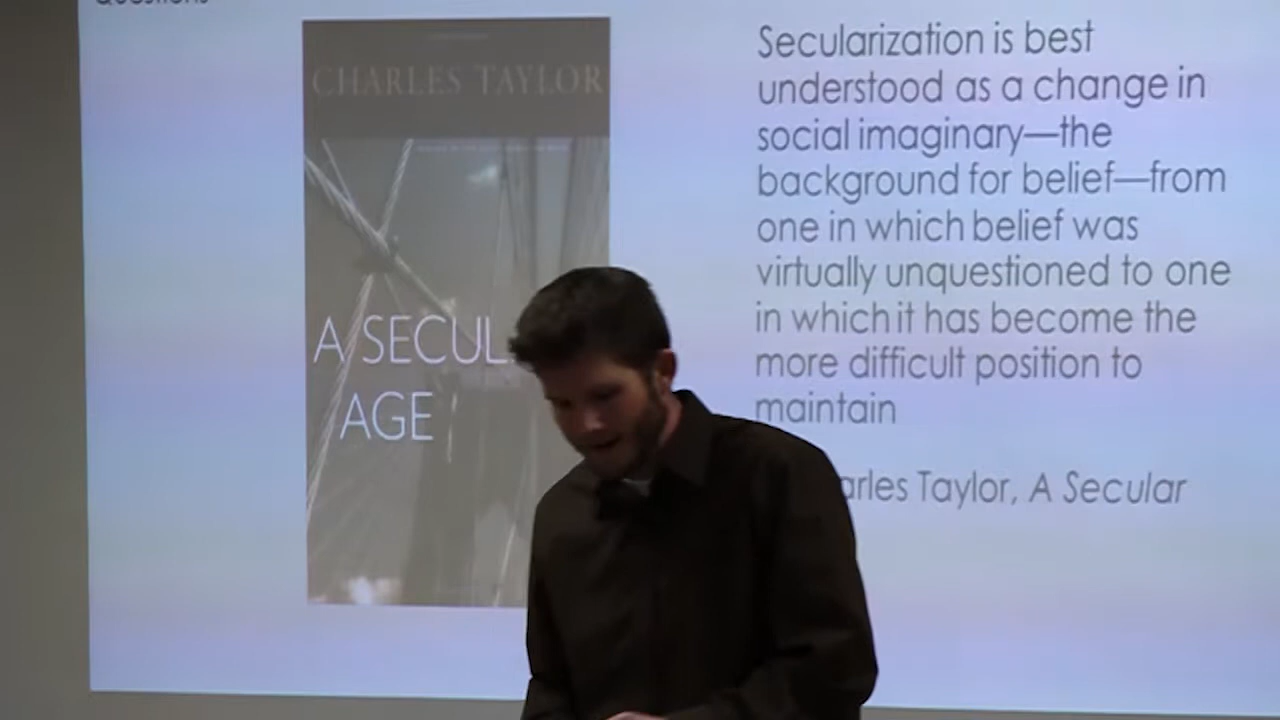 Questions
CHARLES TAYLOR
A SECUL
AGE
Secularization is best
understood as a change in
social imaginary—the
background for belief—from
one in which belief was
virtually unquestioned to one
in which it has become the
more difficult position to
maintain
arles Taylor, A Secular